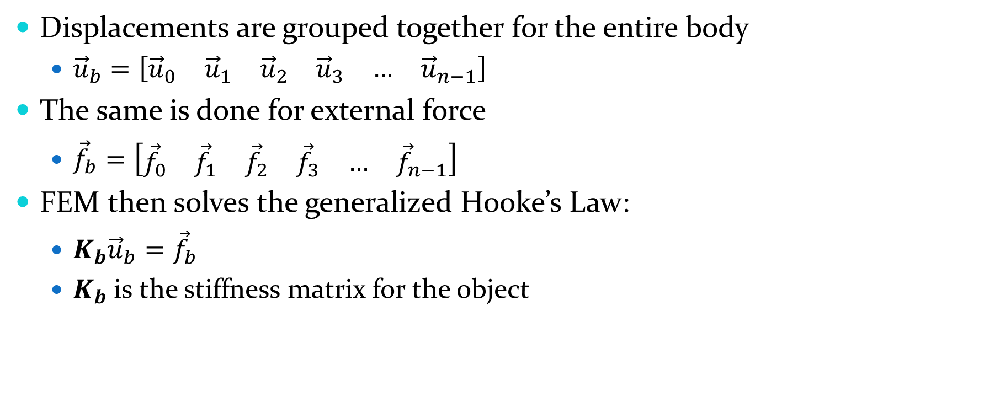 • Displacements are grouped together for the entire body
• $\vec{u}_b = [\vec{u}_0 \quad \vec{u}_1 \quad \vec{u}_2 \quad \vec{u}_3 \quad \ldots \quad \vec{u}_{n-1}]$
• The same is done for external force
• $\vec{f}_b = [\vec{f}_0 \quad \vec{f}_1 \quad \vec{f}_2 \quad \vec{f}_3 \quad \ldots \quad \vec{f}_{n-1}]$
• FEM then solves the generalized Hooke’s Law:
• $\boldsymbol{K_b}\vec{u}_b = \vec{f}_b$
• $\boldsymbol{K_b}$ is the stiffness matrix for the object